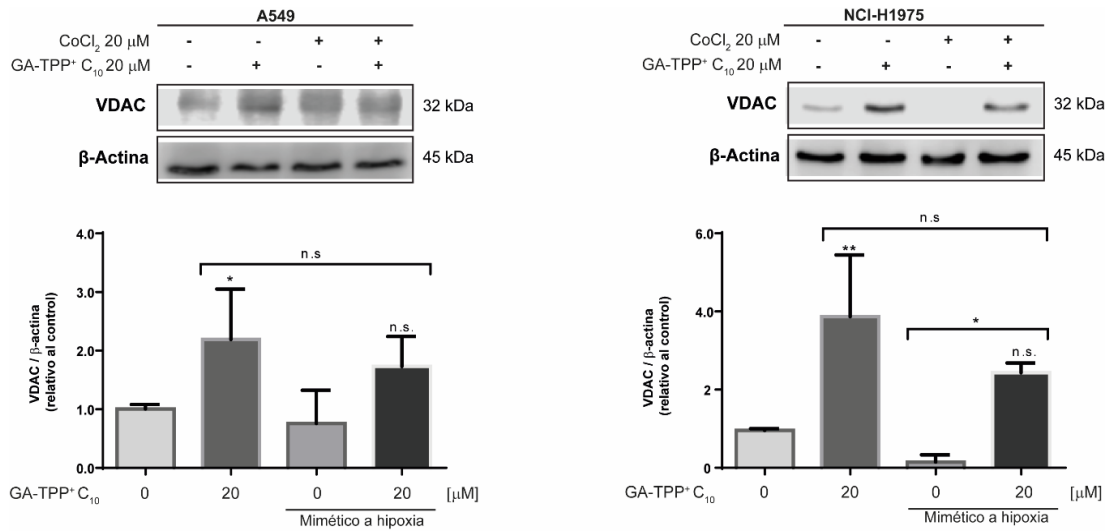 A549
CoCl₂ 20 μM - - + +
GA-TPP⁺ C₁₀ 20 μM - + - +
VDAC 32 kDa
β-Actina 45 kDa
VDAC / β-actina
(relativo al control)
4.0
3.0
2.0
1.0
0.0
n.s
*
n.s.
GA-TPP⁺ C₁₀ 0 20 0 20 [μM]
Mimético a hipoxia
NCI-H1975
CoCl₂ 20 μM - - + +
GA-TPP⁺ C₁₀ 20 μM - + - +
VDAC 32 kDa
β-Actina 45 kDa
VDAC / β-actina
(relativo al control)
6.0
4.0
2
0
n.s
**
*
n.s.
GA-TPP⁺ C₁₀ 0 20 0 20 [μM]
Mimético a hipoxia